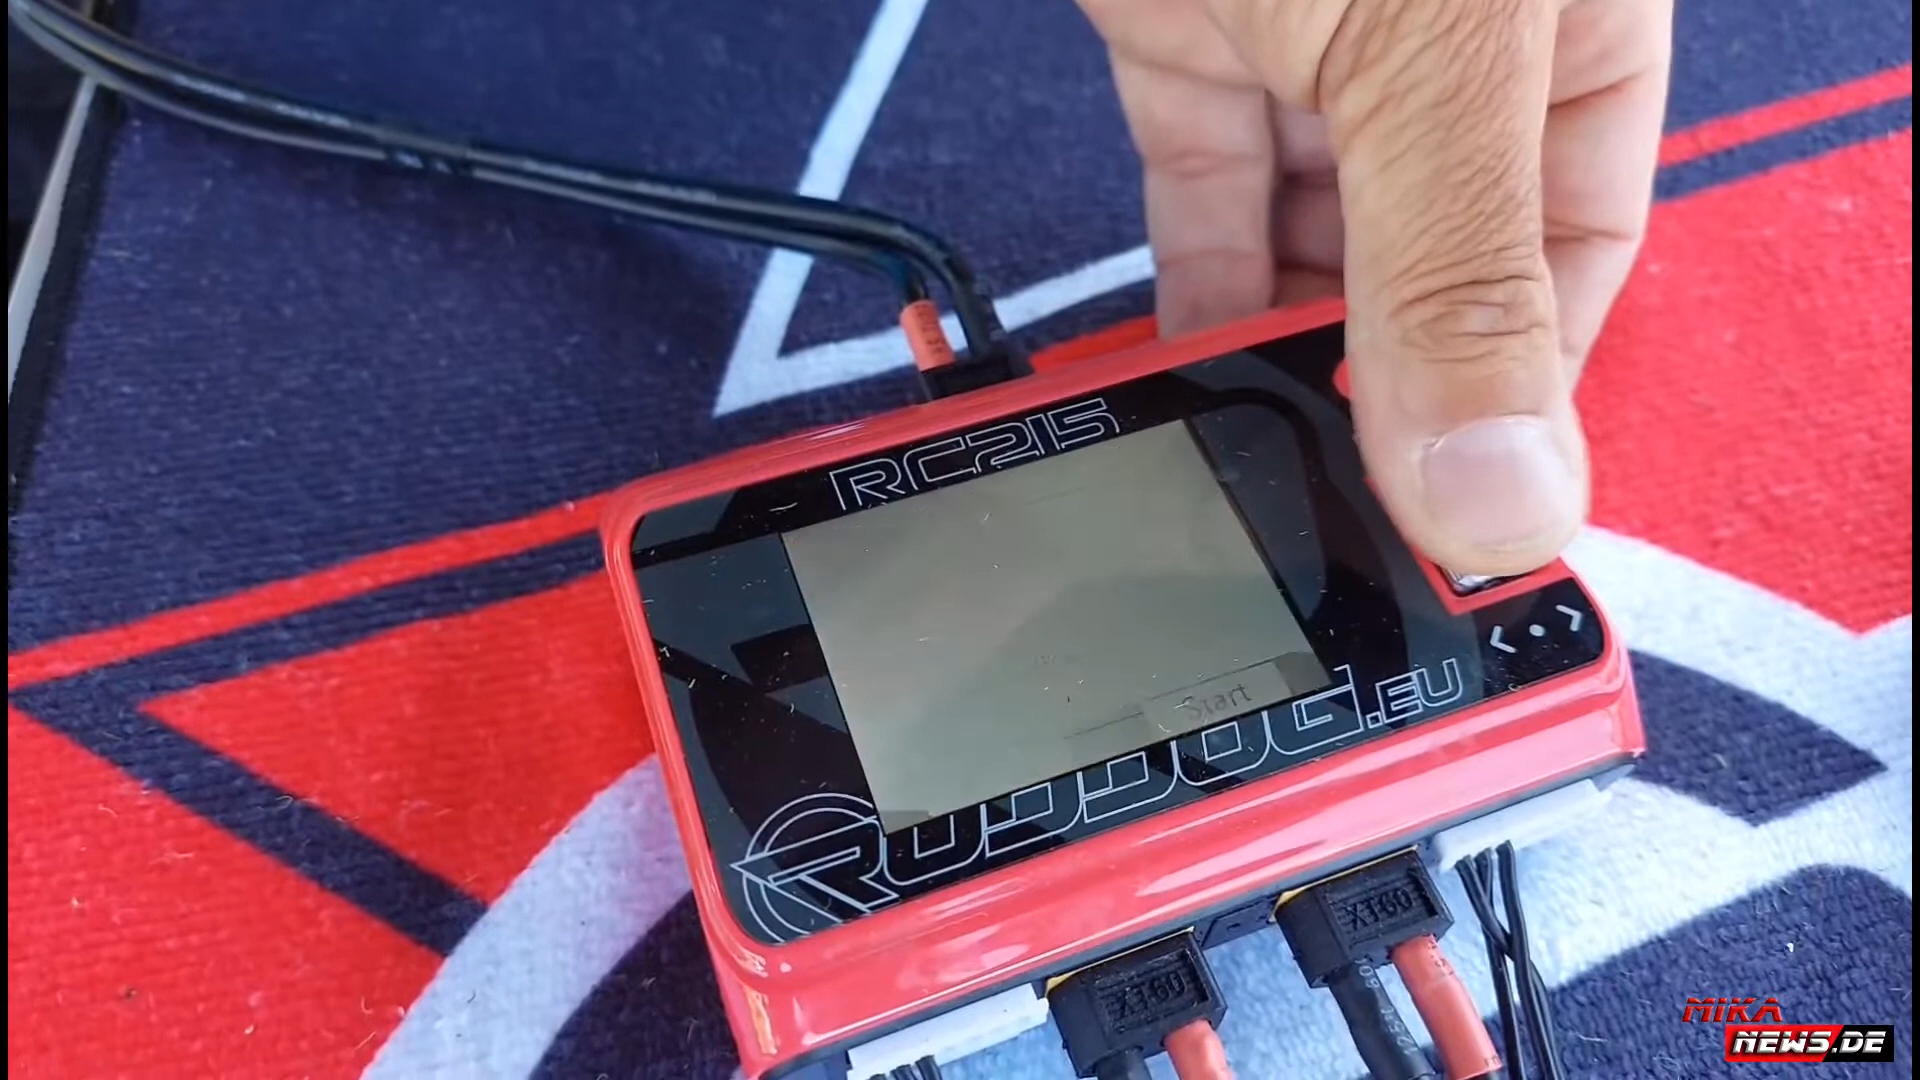 RC215
Start
RUDDOG.EU
XT60
XT60
MIKA
NEWS.DE